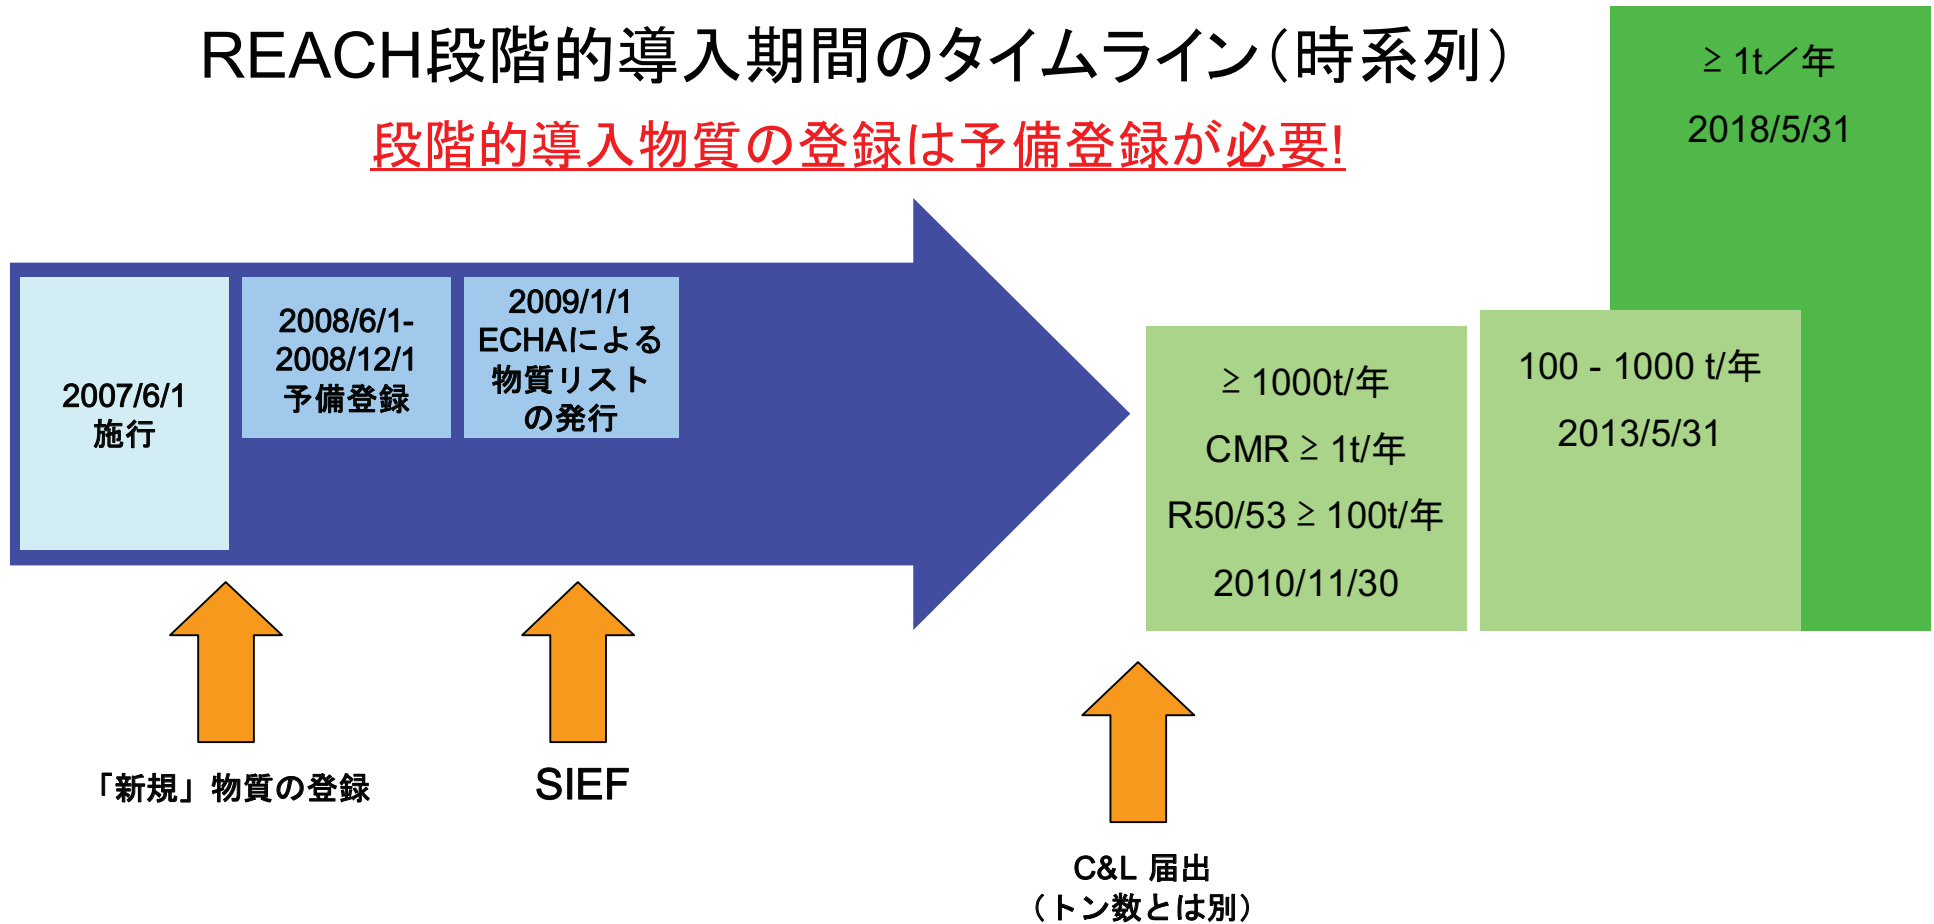 REACH段階的導入期間のタイムライン（時系列）
段階的導入物質の登録は予備登録が必要!
2007/6/1
施行
2008/6/1-
2008/12/1
予備登録
2009/1/1
ECHAによる
物質リスト
の発行
≥ 1000t/年
CMR ≥ 1t/年
R50/53 ≥ 100t/年
2010/11/30
100 - 1000 t/年
2013/5/31
≥ 1t／年
2018/5/31
「新規」物質の登録
SIEF
C&L 届出
（トン数とは別）